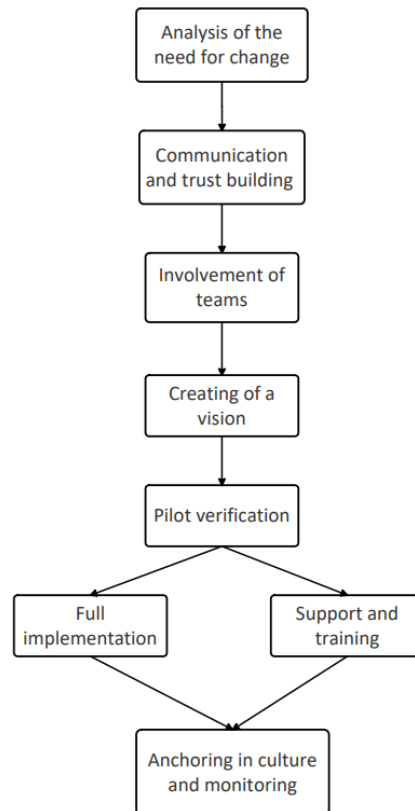 Analysis of the
need for change
Communication
and trust building
Involvement of
teams
Creating of a
vision
Pilot verification
Full
implementation
Support and
training
Anchoring in culture
and monitoring